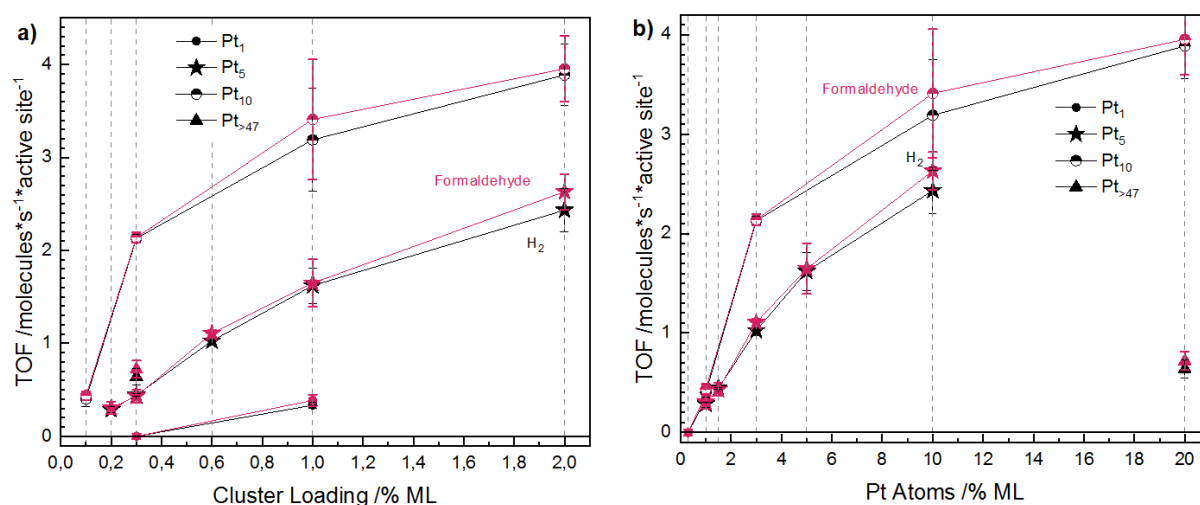 a)
Pt1
Pt5
Pt10
Pt>47
Formaldehyde
H2
4
3
2
1
0
0,0 0,2 0,4 0,6 0,8 1,0 1,2 1,4 1,6 1,8 2,0
TOF /molecules*s-1*active site-1
Cluster Loading /% ML
b)
Formaldehyde
H2
Pt1
Pt5
Pt10
Pt>47
4
3
2
1
0
0 2 4 6 8 10 12 14 16 18 20
TOF /molecules*s-1*active site-1
Pt Atoms /% ML